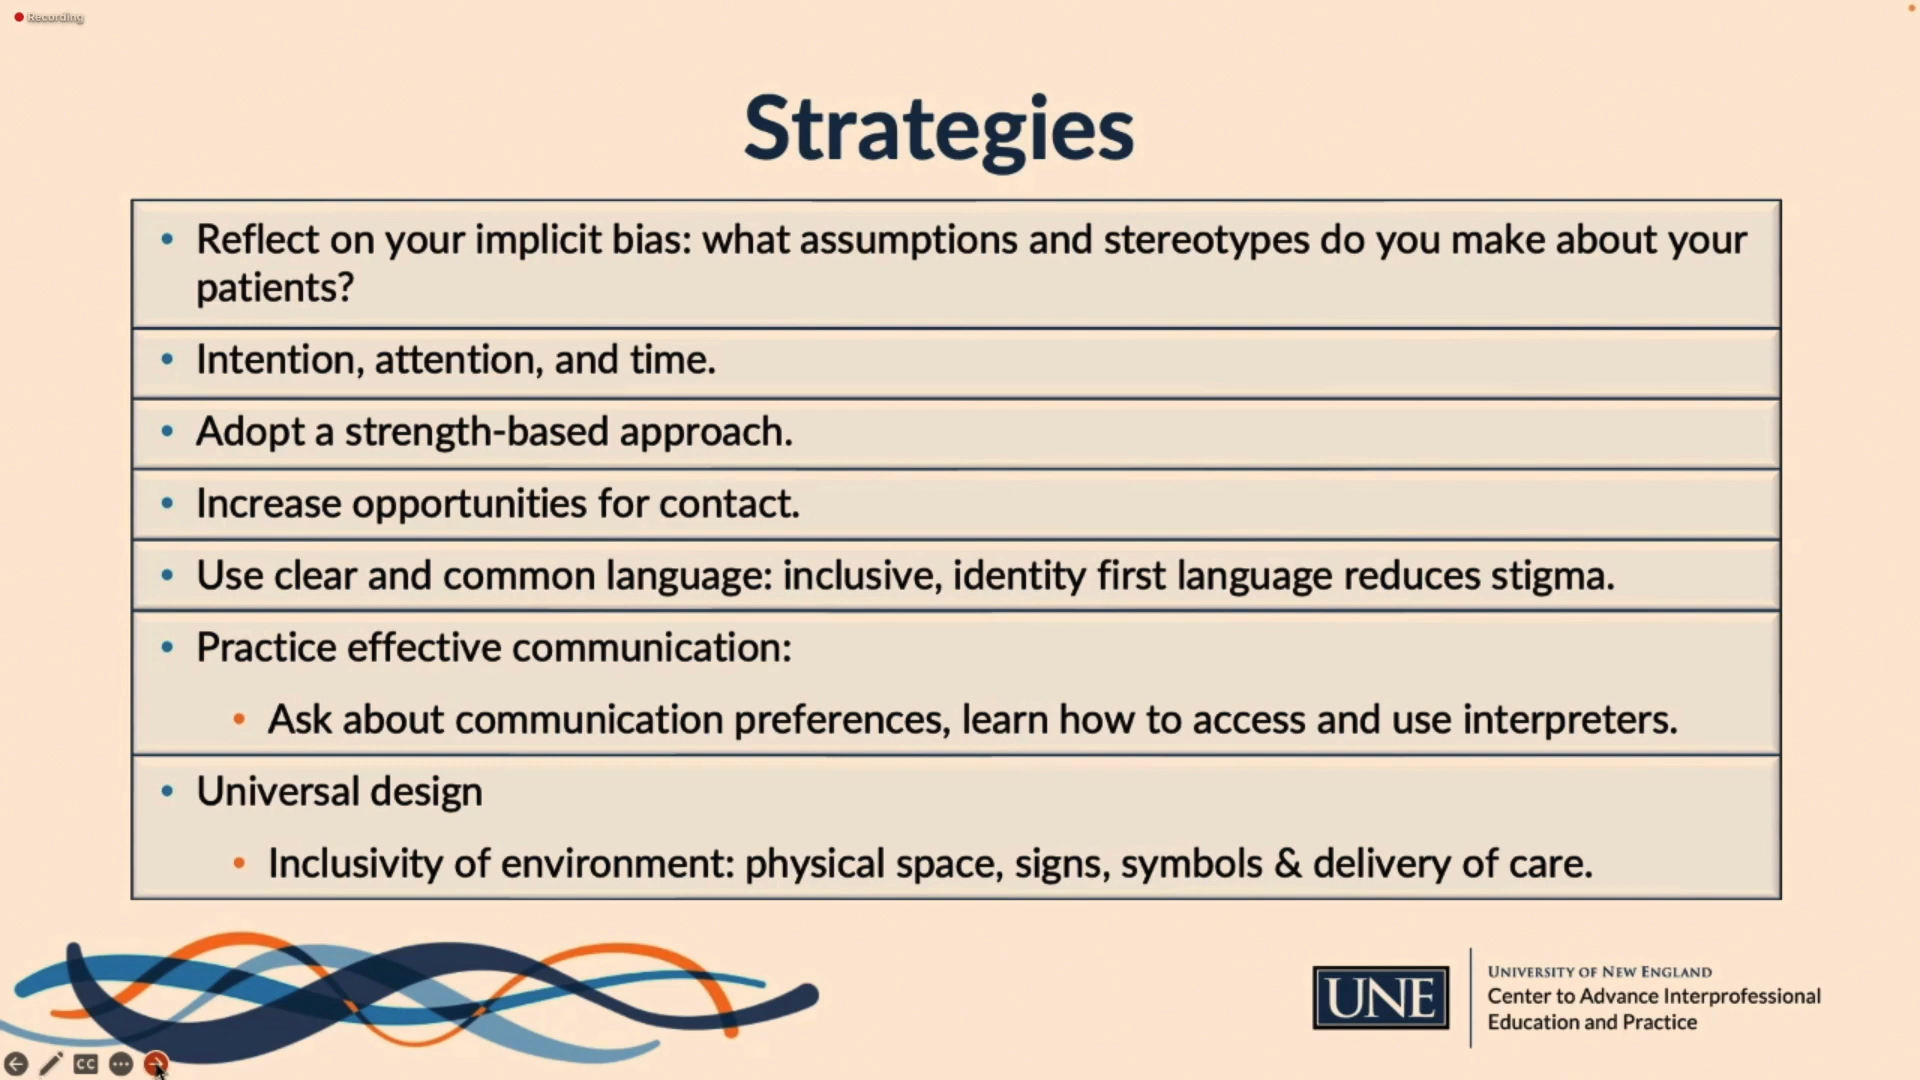 Recording
Strategies
• Reflect on your implicit bias: what assumptions and stereotypes do you make about your
patients?
• Intention, attention, and time.
• Adopt a strength-based approach.
• Increase opportunities for contact.
• Use clear and common language: inclusive, identity first language reduces stigma.
• Practice effective communication:
• Ask about communication preferences, learn how to access and use interpreters.
• Universal design
• Inclusivity of environment: physical space, signs, symbols & delivery of care.
UNE
UNIVERSITY OF NEW ENGLAND
Center to Advance Interprofessional
Education and Practice
CC